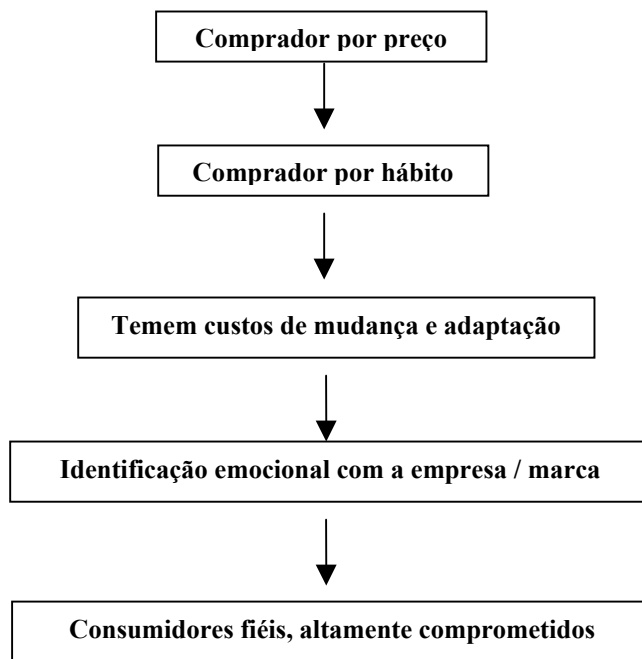 Comprador por preço
Comprador por hábito
Temem custos de mudança e adaptação
Identificação emocional com a empresa / marca
Consumidores fiéis, altamente comprometidos